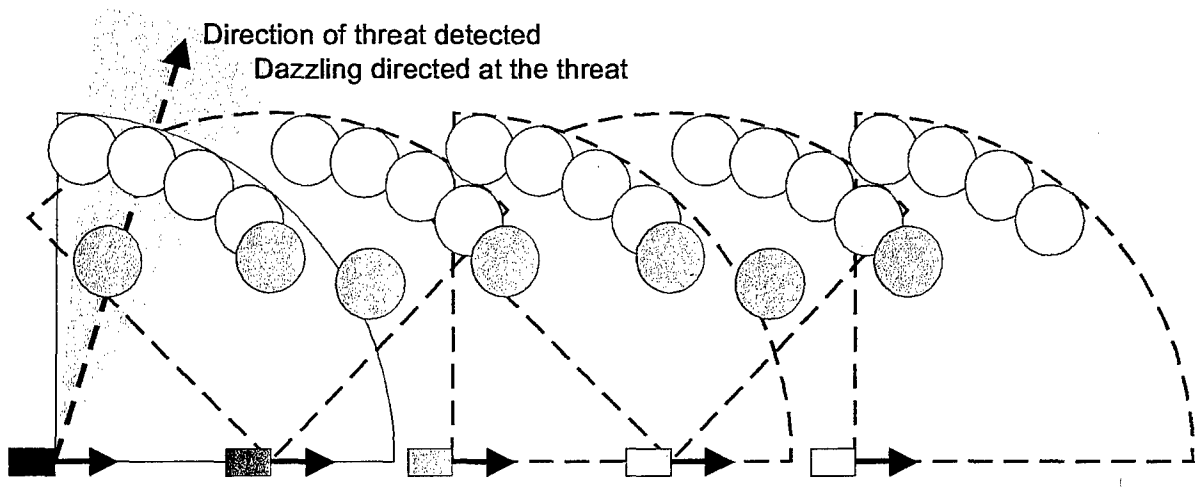 Direction of threat detected
Dazzling directed at the threat